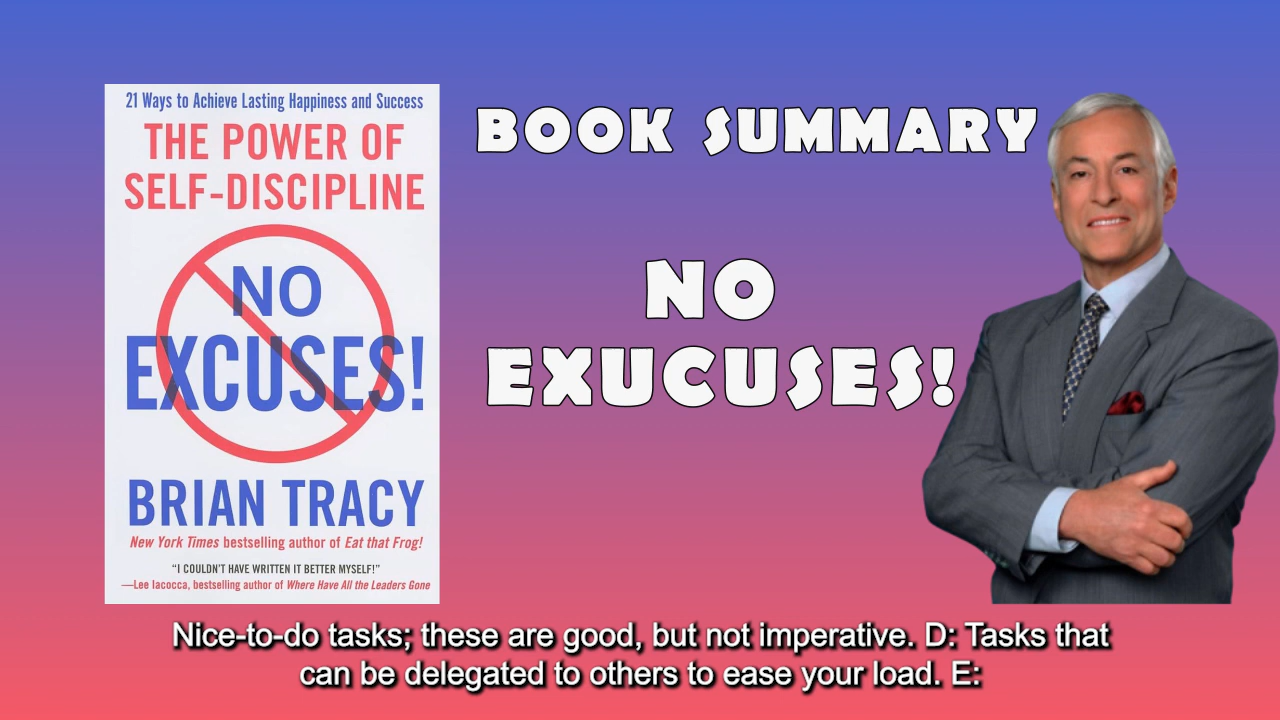 21 Ways to Achieve Lasting Happiness and Success
THE POWER OF
SELF-DISCIPLINE
NO
EXCUSES!
BRIAN TRACY
New York Times bestselling author of Eat that Frog!
“I COULDN'T HAVE WRITTEN IT BETTER MYSELF!”
—Lee Iacocca, bestselling author of Where Have All the Leaders Gone
BOOK SUMMARY
NO
EXUCUSES!
Nice-to-do tasks; these are good, but not imperative. D: Tasks that
can be delegated to others to ease your load. E: